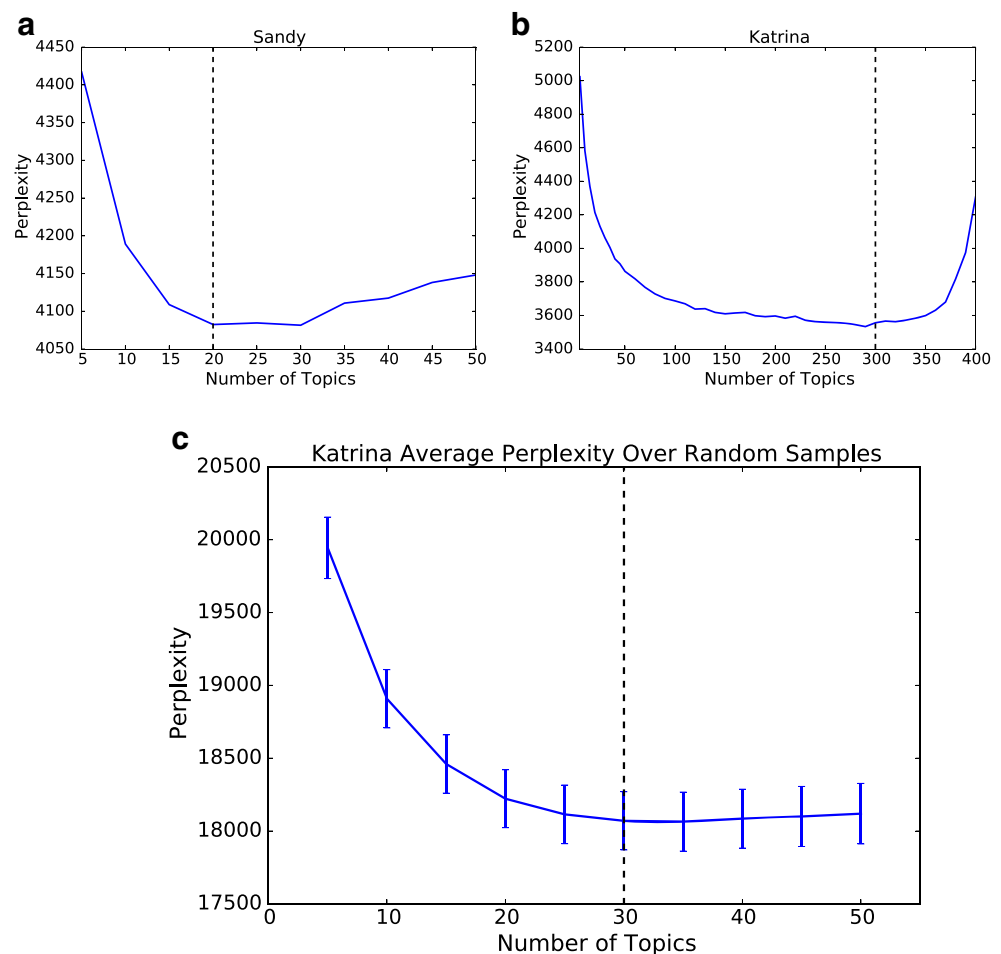 a
Sandy
4450
4400
4350
4300
4250
4200
4150
4100
4050
Perplexity
5 10 15 20 25 30 35 40 45 50
Number of Topics
b
Katrina
5200
5000
4800
4600
4400
4200
4000
3800
3600
3400
Perplexity
50 100 150 200 250 300 350 400
Number of Topics
c
Katrina Average Perplexity Over Random Samples
20500
20000
19500
19000
18500
18000
17500
Perplexity
0 10 20 30 40 50
Number of Topics